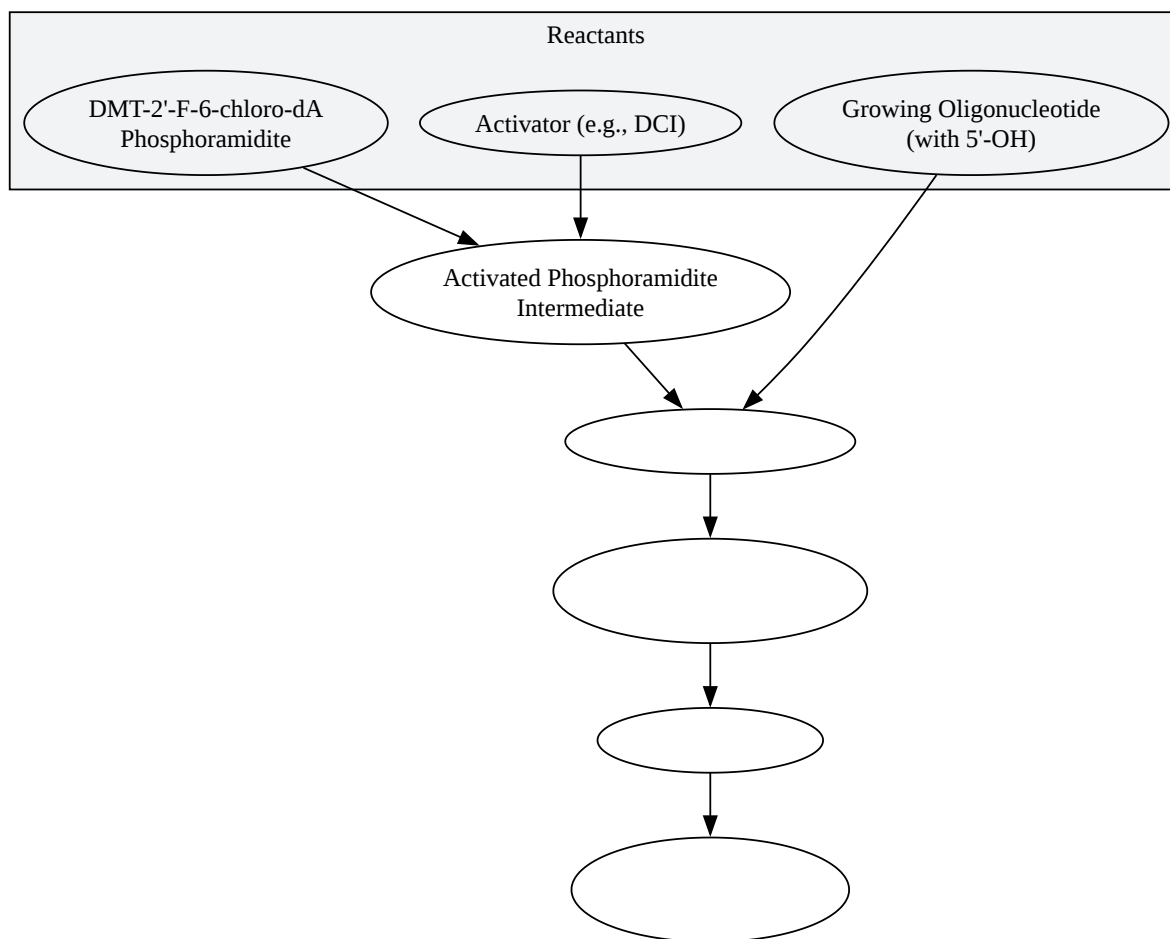 Reactants
DMT-2'-F-6-chloro-dA
Phosphoramidite
Activator (e.g., DCI)
Growing Oligonucleotide
(with 5'-OH)
Activated Phosphoramidite
Intermediate